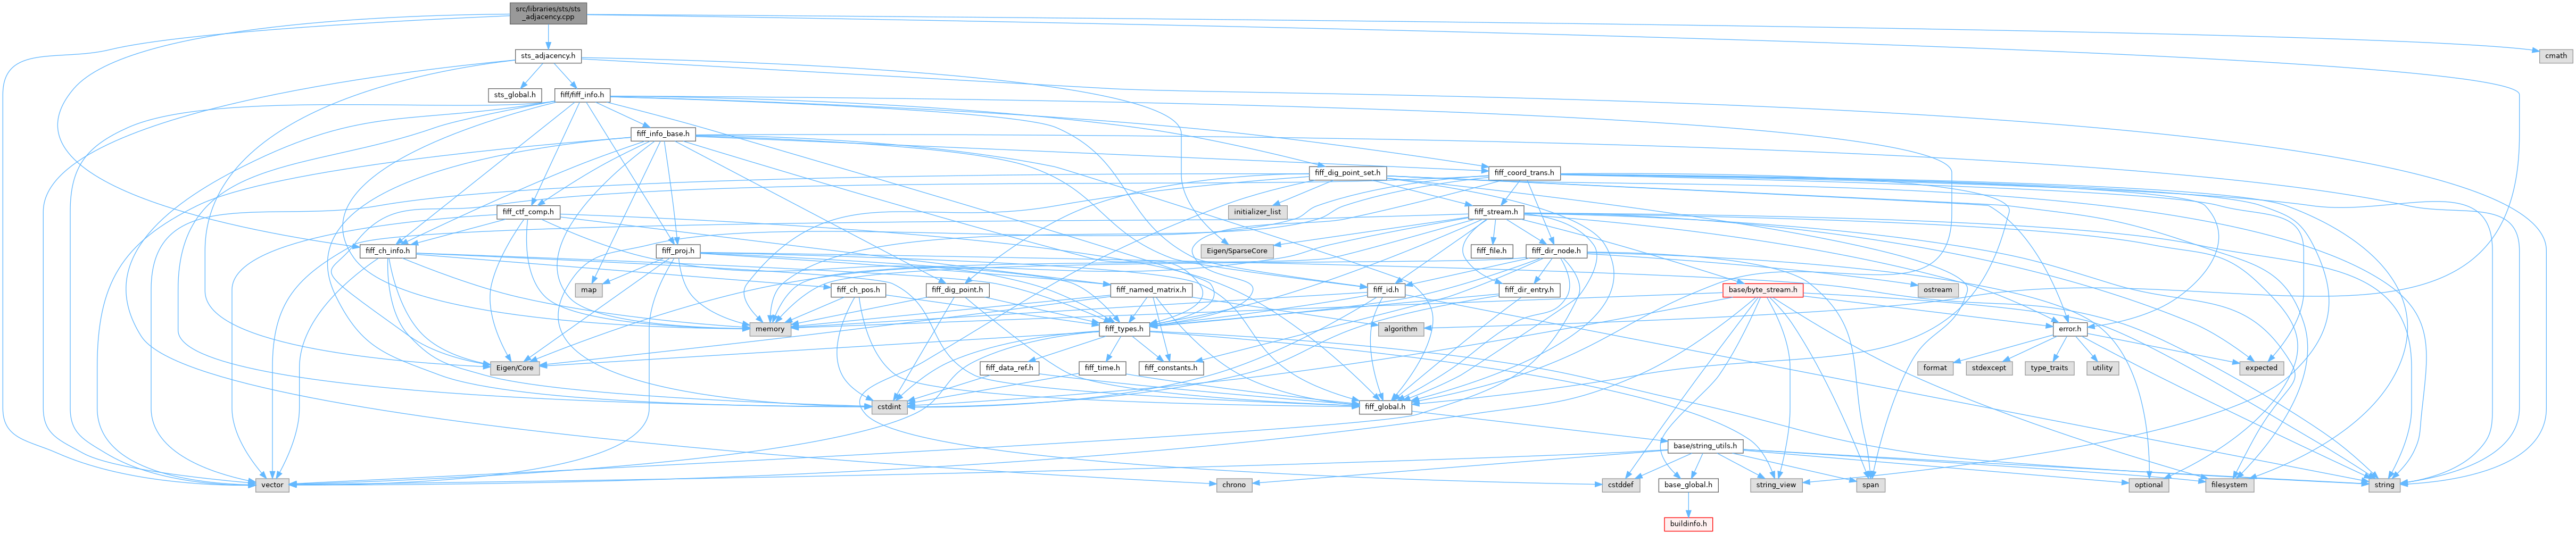 src/libraries/sts/sts
_adjacency.cpp
cmath
sts_adjacency.h
sts_global.h
fiff/fiff_info.h
fiff_info_base.h
fiff_dig_point_set.h
fiff_coord_trans.h
fiff_ctf_comp.h
initializer_list
fiff_stream.h
fiff_ch_info.h
fiff_proj.h
Eigen/SparseCore
fiff_file.h
fiff_dir_node.h
map
fiff_ch_pos.h
fiff_dig_point.h
fiff_named_matrix.h
fiff_id.h
fiff_dir_entry.h
base/byte_stream.h
ostream
memory
fiff_types.h
algorithm
error.h
Eigen/Core
fiff_data_ref.h
fiff_time.h
fiff_constants.h
format
stdexcept
type_traits
utility
expected
cstdint
fiff_global.h
base/string_utils.h
vector
chrono
cstddef
base_global.h
string_view
span
optional
filesystem
string
buildinfo.h